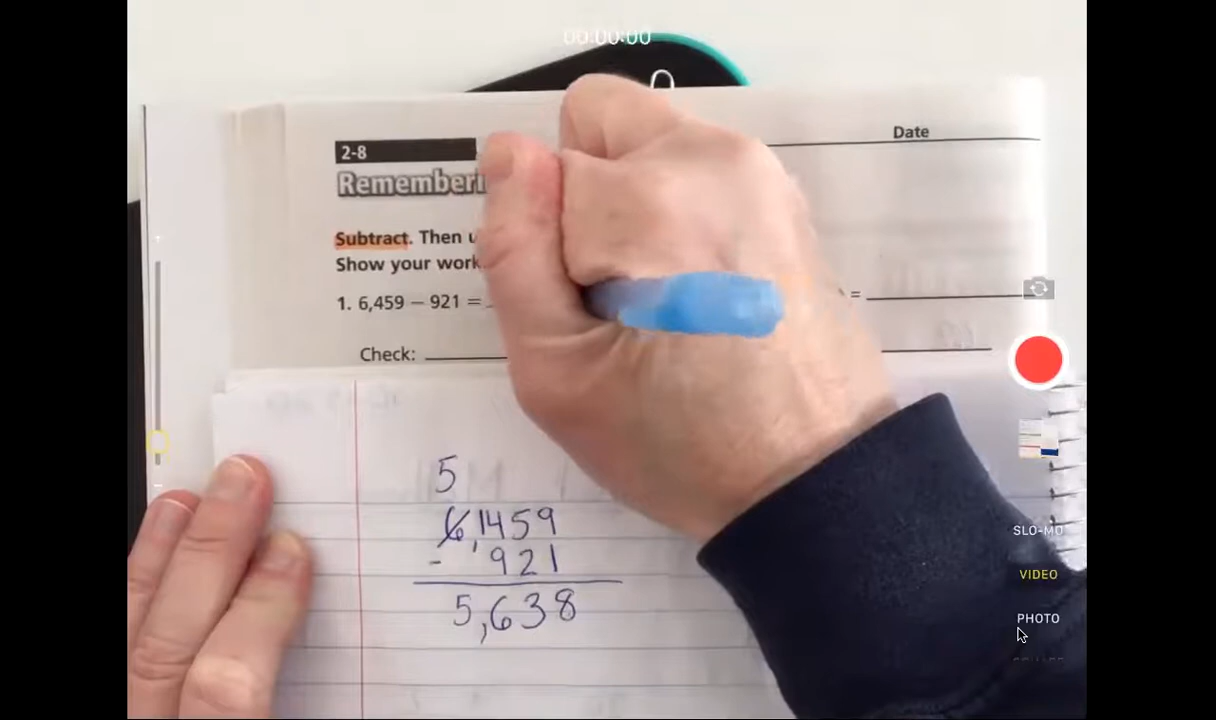 00:00:00
Date
2-8
Rememberi
Subtract. Then u
Show your work.
1. 6,459 − 921 = =
Check:
5
6,1459
- 921
5,638
SLO-MO
VIDEO
PHOTO